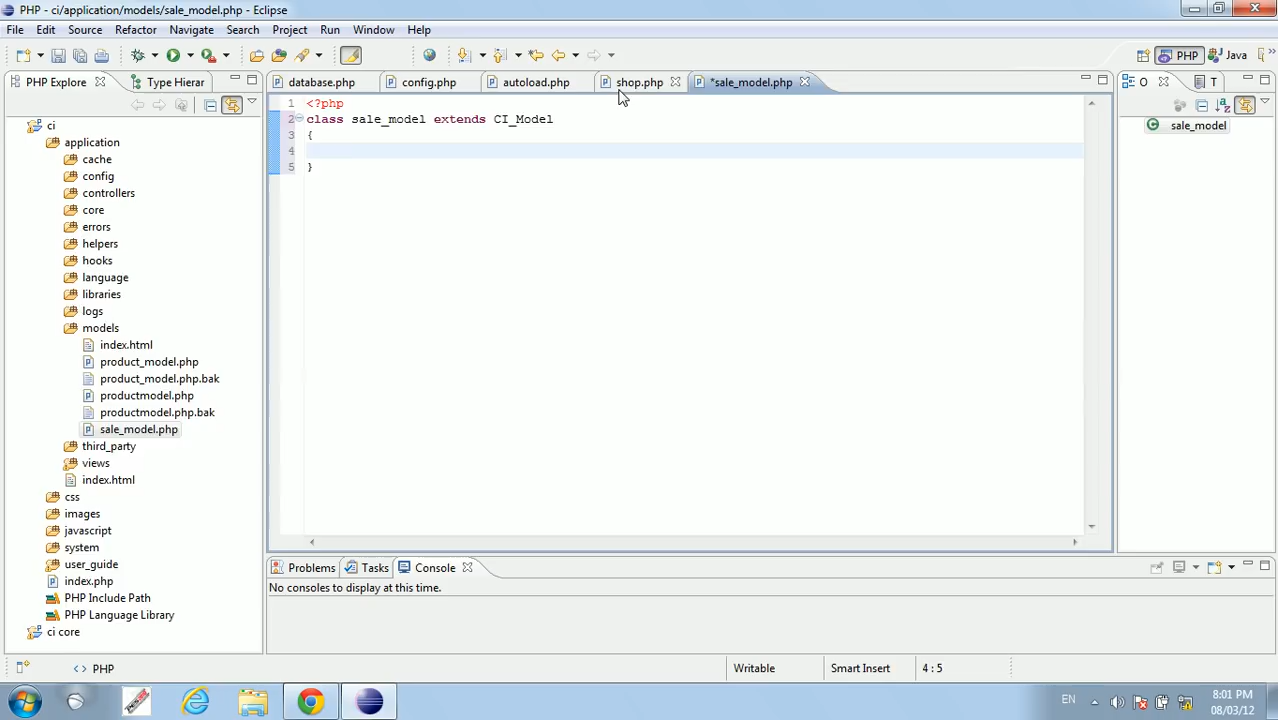 PHP - ci/application/models/sale_model.php - Eclipse
File Edit Source Refactor Navigate Search Project Run Window Help
PHP Java
PHP Explore Type Hierar
database.php config.php autoload.php shop.php *sale_model.php
O T
1 <?php
2 class sale_model extends CI_Model
3 {
4
5 }
sale_model
ci
application
cache
config
controllers
core
errors
helpers
hooks
language
libraries
logs
models
index.html
product_model.php
product_model.php.bak
productmodel.php
productmodel.php.bak
sale_model.php
third_party
views
index.html
css
images
javascript
system
user_guide
index.php
PHP Include Path
PHP Language Library
ci core
Problems Tasks Console
No consoles to display at this time.
<> PHP
Writable Smart Insert 4 : 5
EN 8:01 PM
08/03/12